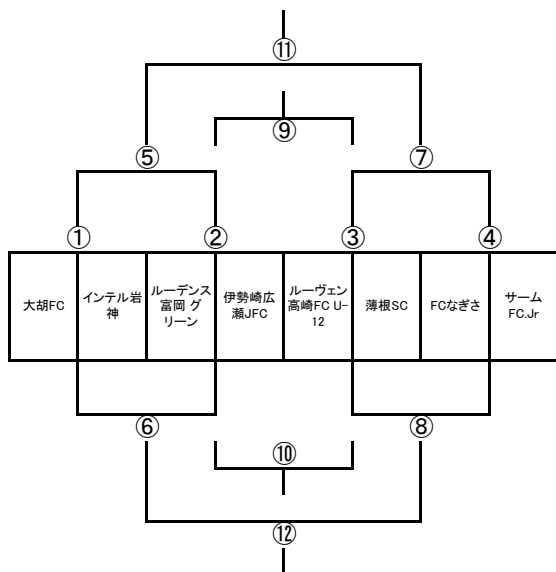 ⑪
⑨
⑤
⑦
①
②
③
④
大胡FC
インテル岩
神
ルーデンス
富岡 グ
リーン
伊勢崎広
瀬JFC
ルーヴェン
高崎FC U-
12
薄根SC
FCなぎさ
サーム
FC.Jr
⑥
⑧
⑩
⑫